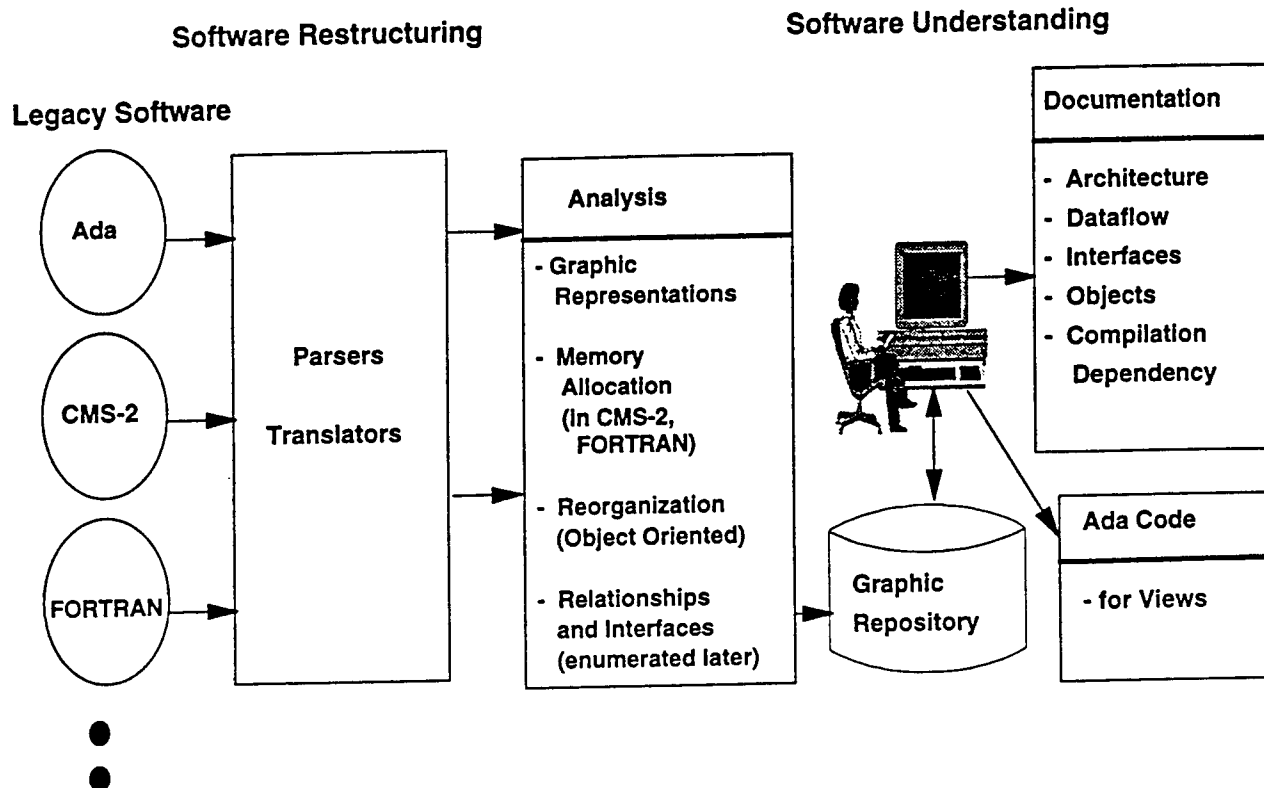 Software Restructuring
Software Understanding
Legacy Software
Ada
CMS-2
FORTRAN
Parsers
Translators
Analysis
- Graphic
Representations
- Memory
Allocation
(in CMS-2,
FORTRAN)
- Reorganization
(Object Oriented)
- Relationships
and Interfaces
(enumerated later)
Graphic
Repository
Documentation
- Architecture
- Dataflow
- Interfaces
- Objects
- Compilation
Dependency
Ada Code
- for Views